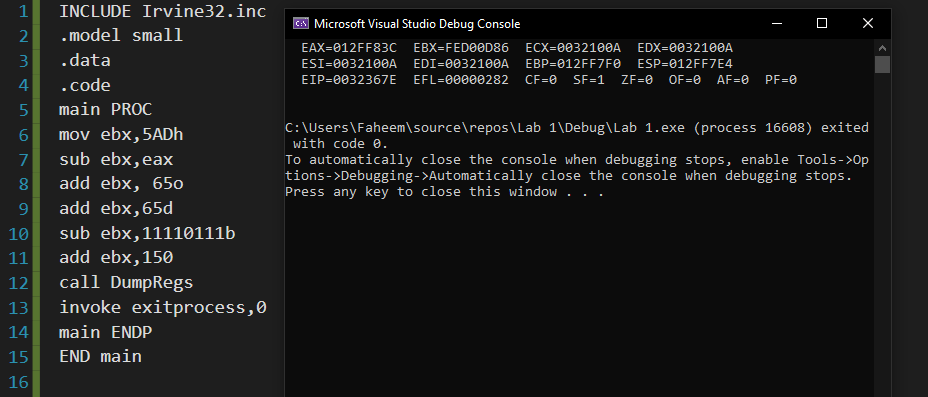 1 INCLUDE Irvine32.inc
2 .model small
3 .data
4 .code
5 main PROC
6 mov ebx,5ADh
7 sub ebx,eax
8 add ebx, 65o
9 add ebx,65d
10 sub ebx,11110111b
11 add ebx,150
12 call DumpRegs
13 invoke exitprocess,0
14 main ENDP
15 END main
16
Microsoft Visual Studio Debug Console
EAX=012FF83C EBX=FED00D86 ECX=0032100A EDX=0032100A
ESI=0032100A EDI=0032100A EBP=012FF7F0 ESP=012FF7E4
EIP=0032367E EFL=00000282 CF=0 SF=1 ZF=0 OF=0 AF=0 PF=0
C:\Users\Faheem\source\repos\Lab 1\Debug\Lab 1.exe (process 16608) exited
with code 0.
To automatically close the console when debugging stops, enable Tools->Op
tions->Debugging->Automatically close the console when debugging stops.
Press any key to close this window . . .